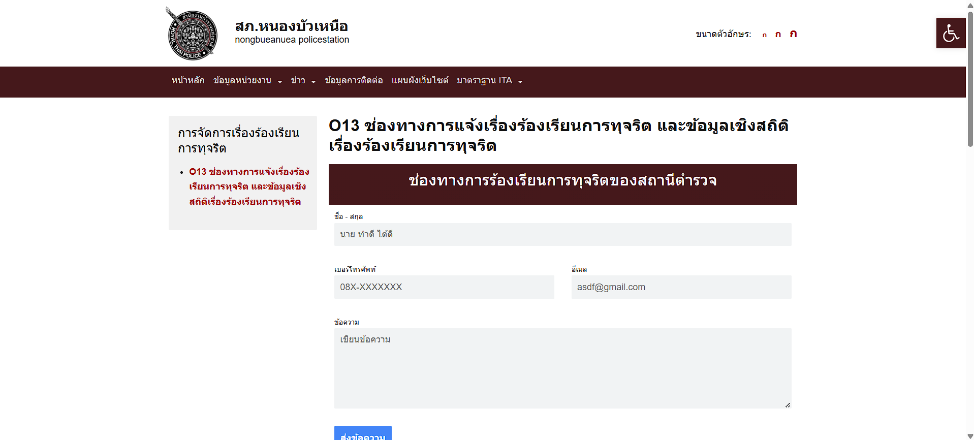 สภ.หนองบัวเหนือ
nongbueanuea policestation
ขนาดตัวอักษร: ก ก ก
POLICE
หน้าหลัก ข้อมูลหน่วยงาน ข่าว ข้อมูลการติดต่อ แผนผังเว็บไซต์ มาตราฐาน ITA
การจัดการเรื่องร้องเรียน
การทุจริต
O13 ช่องทางการแจ้งเรื่องร้อง
เรียนการทุจริต และข้อมูลเชิง
สถิติเรื่องร้องเรียนการทุจริต
O13 ช่องทางการแจ้งเรื่องร้องเรียนการทุจริต และข้อมูลเชิงสถิติ
เรื่องร้องเรียนการทุจริต
ช่องทางการร้องเรียนการทุจริตของสถานีตำรวจ
ชื่อ - สกุล
นาย ทำดี ได้ดี
เบอร์โทรศัพท์ อีเมล
08X-XXXXXXX asdf@gmail.com
ข้อความ
เขียนข้อความ
ส่งข้อความ